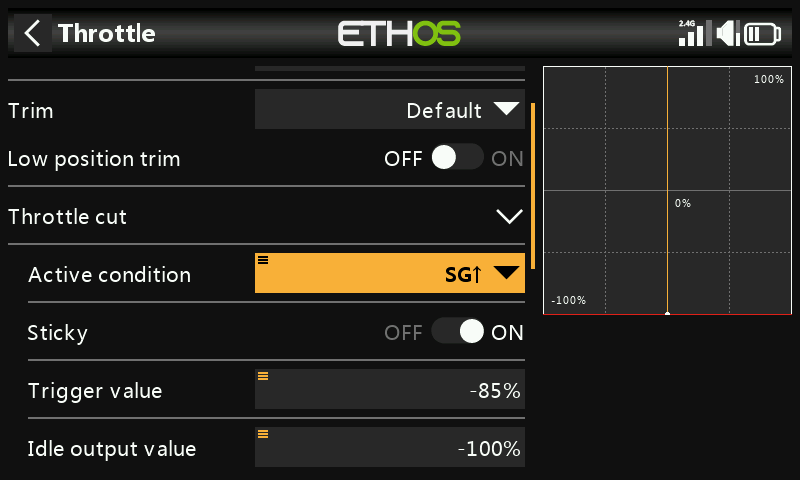 Throttle
ETHOS
2.4G
Trim
Default
Low position trim
OFF
ON
Throttle cut
Active condition
SG↑
Sticky
OFF
ON
Trigger value
-85%
Idle output value
-100%
100%
0%
-100%